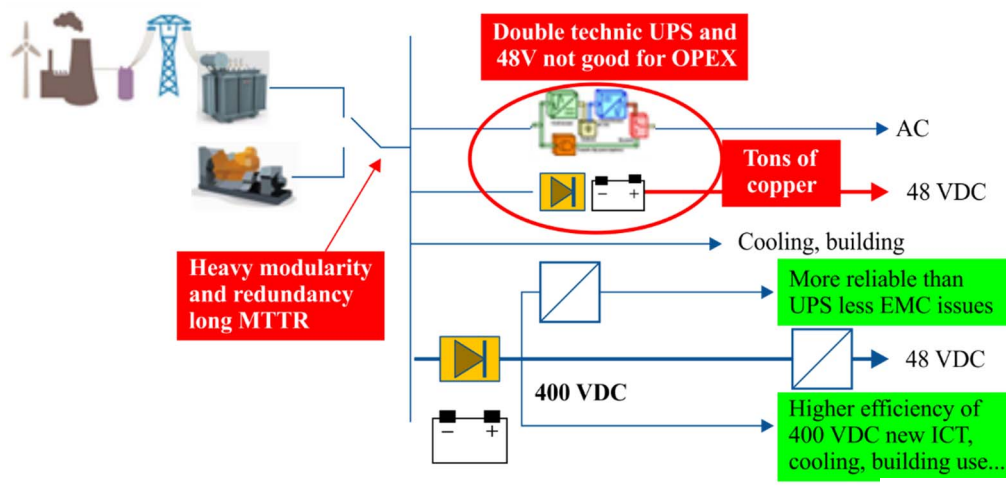 Double technic UPS and
48V not good for OPEX
AC
Tons of
copper
48 VDC
Cooling, building
Heavy modularity
and redundancy
long MTTR
More reliable than
UPS less EMC issues
48 VDC
400 VDC
Higher efficiency of
400 VDC new ICT,
cooling, building use...